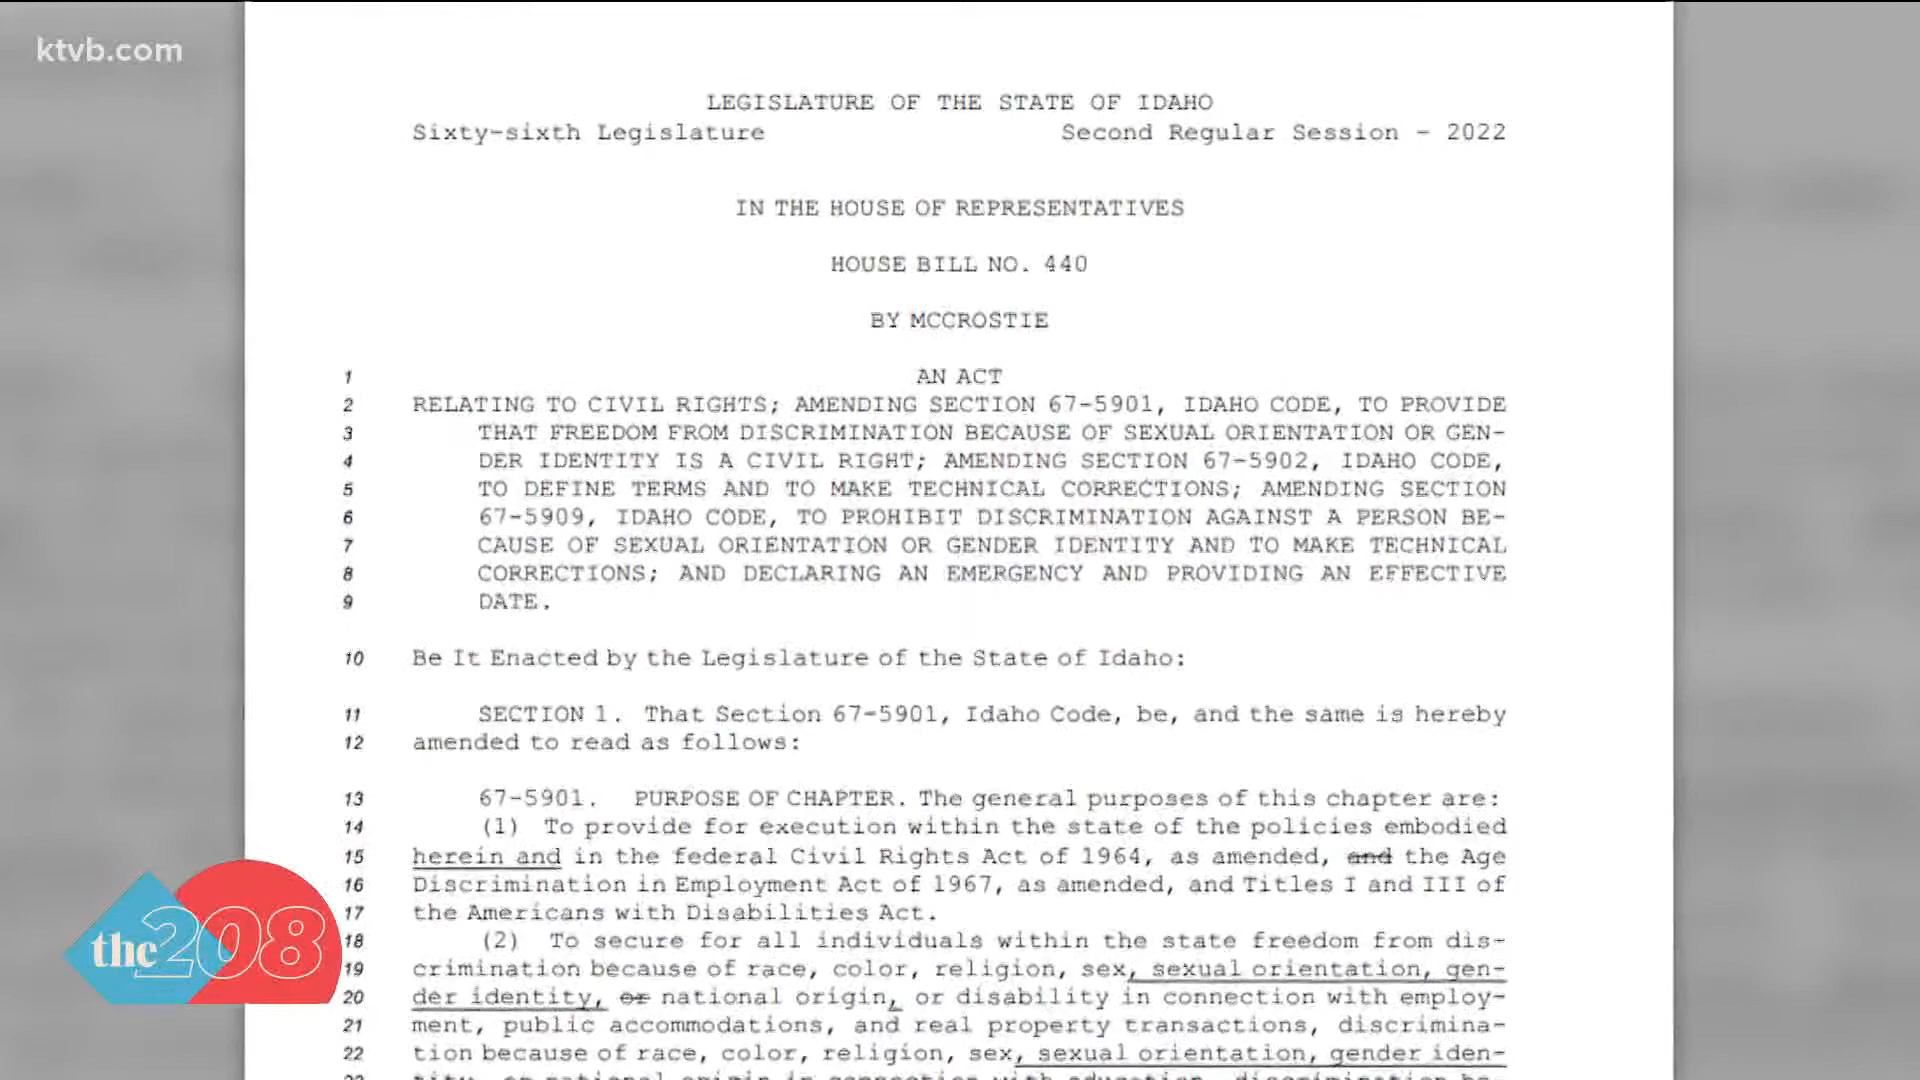 ktvb.com
LEGISLATURE OF THE STATE OF IDAHO
Sixty-sixth Legislature Second Regular Session - 2022
IN THE HOUSE OF REPRESENTATIVES
HOUSE BILL NO. 440
BY MCCROSTIE
1 AN ACT
2 RELATING TO CIVIL RIGHTS; AMENDING SECTION 67-5901, IDAHO CODE, TO PROVIDE
3 THAT FREEDOM FROM DISCRIMINATION BECAUSE OF SEXUAL ORIENTATION OR GEN-
4 DER IDENTITY IS A CIVIL RIGHT; AMENDING SECTION 67-5902, IDAHO CODE,
5 TO DEFINE TERMS AND TO MAKE TECHNICAL CORRECTIONS; AMENDING SECTION
6 67-5909, IDAHO CODE, TO PROHIBIT DISCRIMINATION AGAINST A PERSON BE-
7 CAUSE OF SEXUAL ORIENTATION OR GENDER IDENTITY AND TO MAKE TECHNICAL
8 CORRECTIONS; AND DECLARING AN EMERGENCY AND PROVIDING AN EFFECTIVE
9 DATE.
10 Be It Enacted by the Legislature of the State of Idaho:
11 SECTION 1. That Section 67-5901, Idaho Code, be, and the same is hereby
12 amended to read as follows:
13 67-5901. PURPOSE OF CHAPTER. The general purposes of this chapter are:
14 (1) To provide for execution within the state of the policies embodied
15 herein and in the federal Civil Rights Act of 1964, as amended, and the Age
16 Discrimination in Employment Act of 1967, as amended, and Titles I and III of
17 the Americans with Disabilities Act.
18 (2) To secure for all individuals within the state freedom from dis-
19 crimination because of race, color, religion, sex, sexual orientation, gen-
20 der identity, or national origin, or disability in connection with employ-
21 ment, public accommodations, and real property transactions, discrimina-
22 tion because of race, color, religion, sex, sexual orientation, gender iden-
the 208